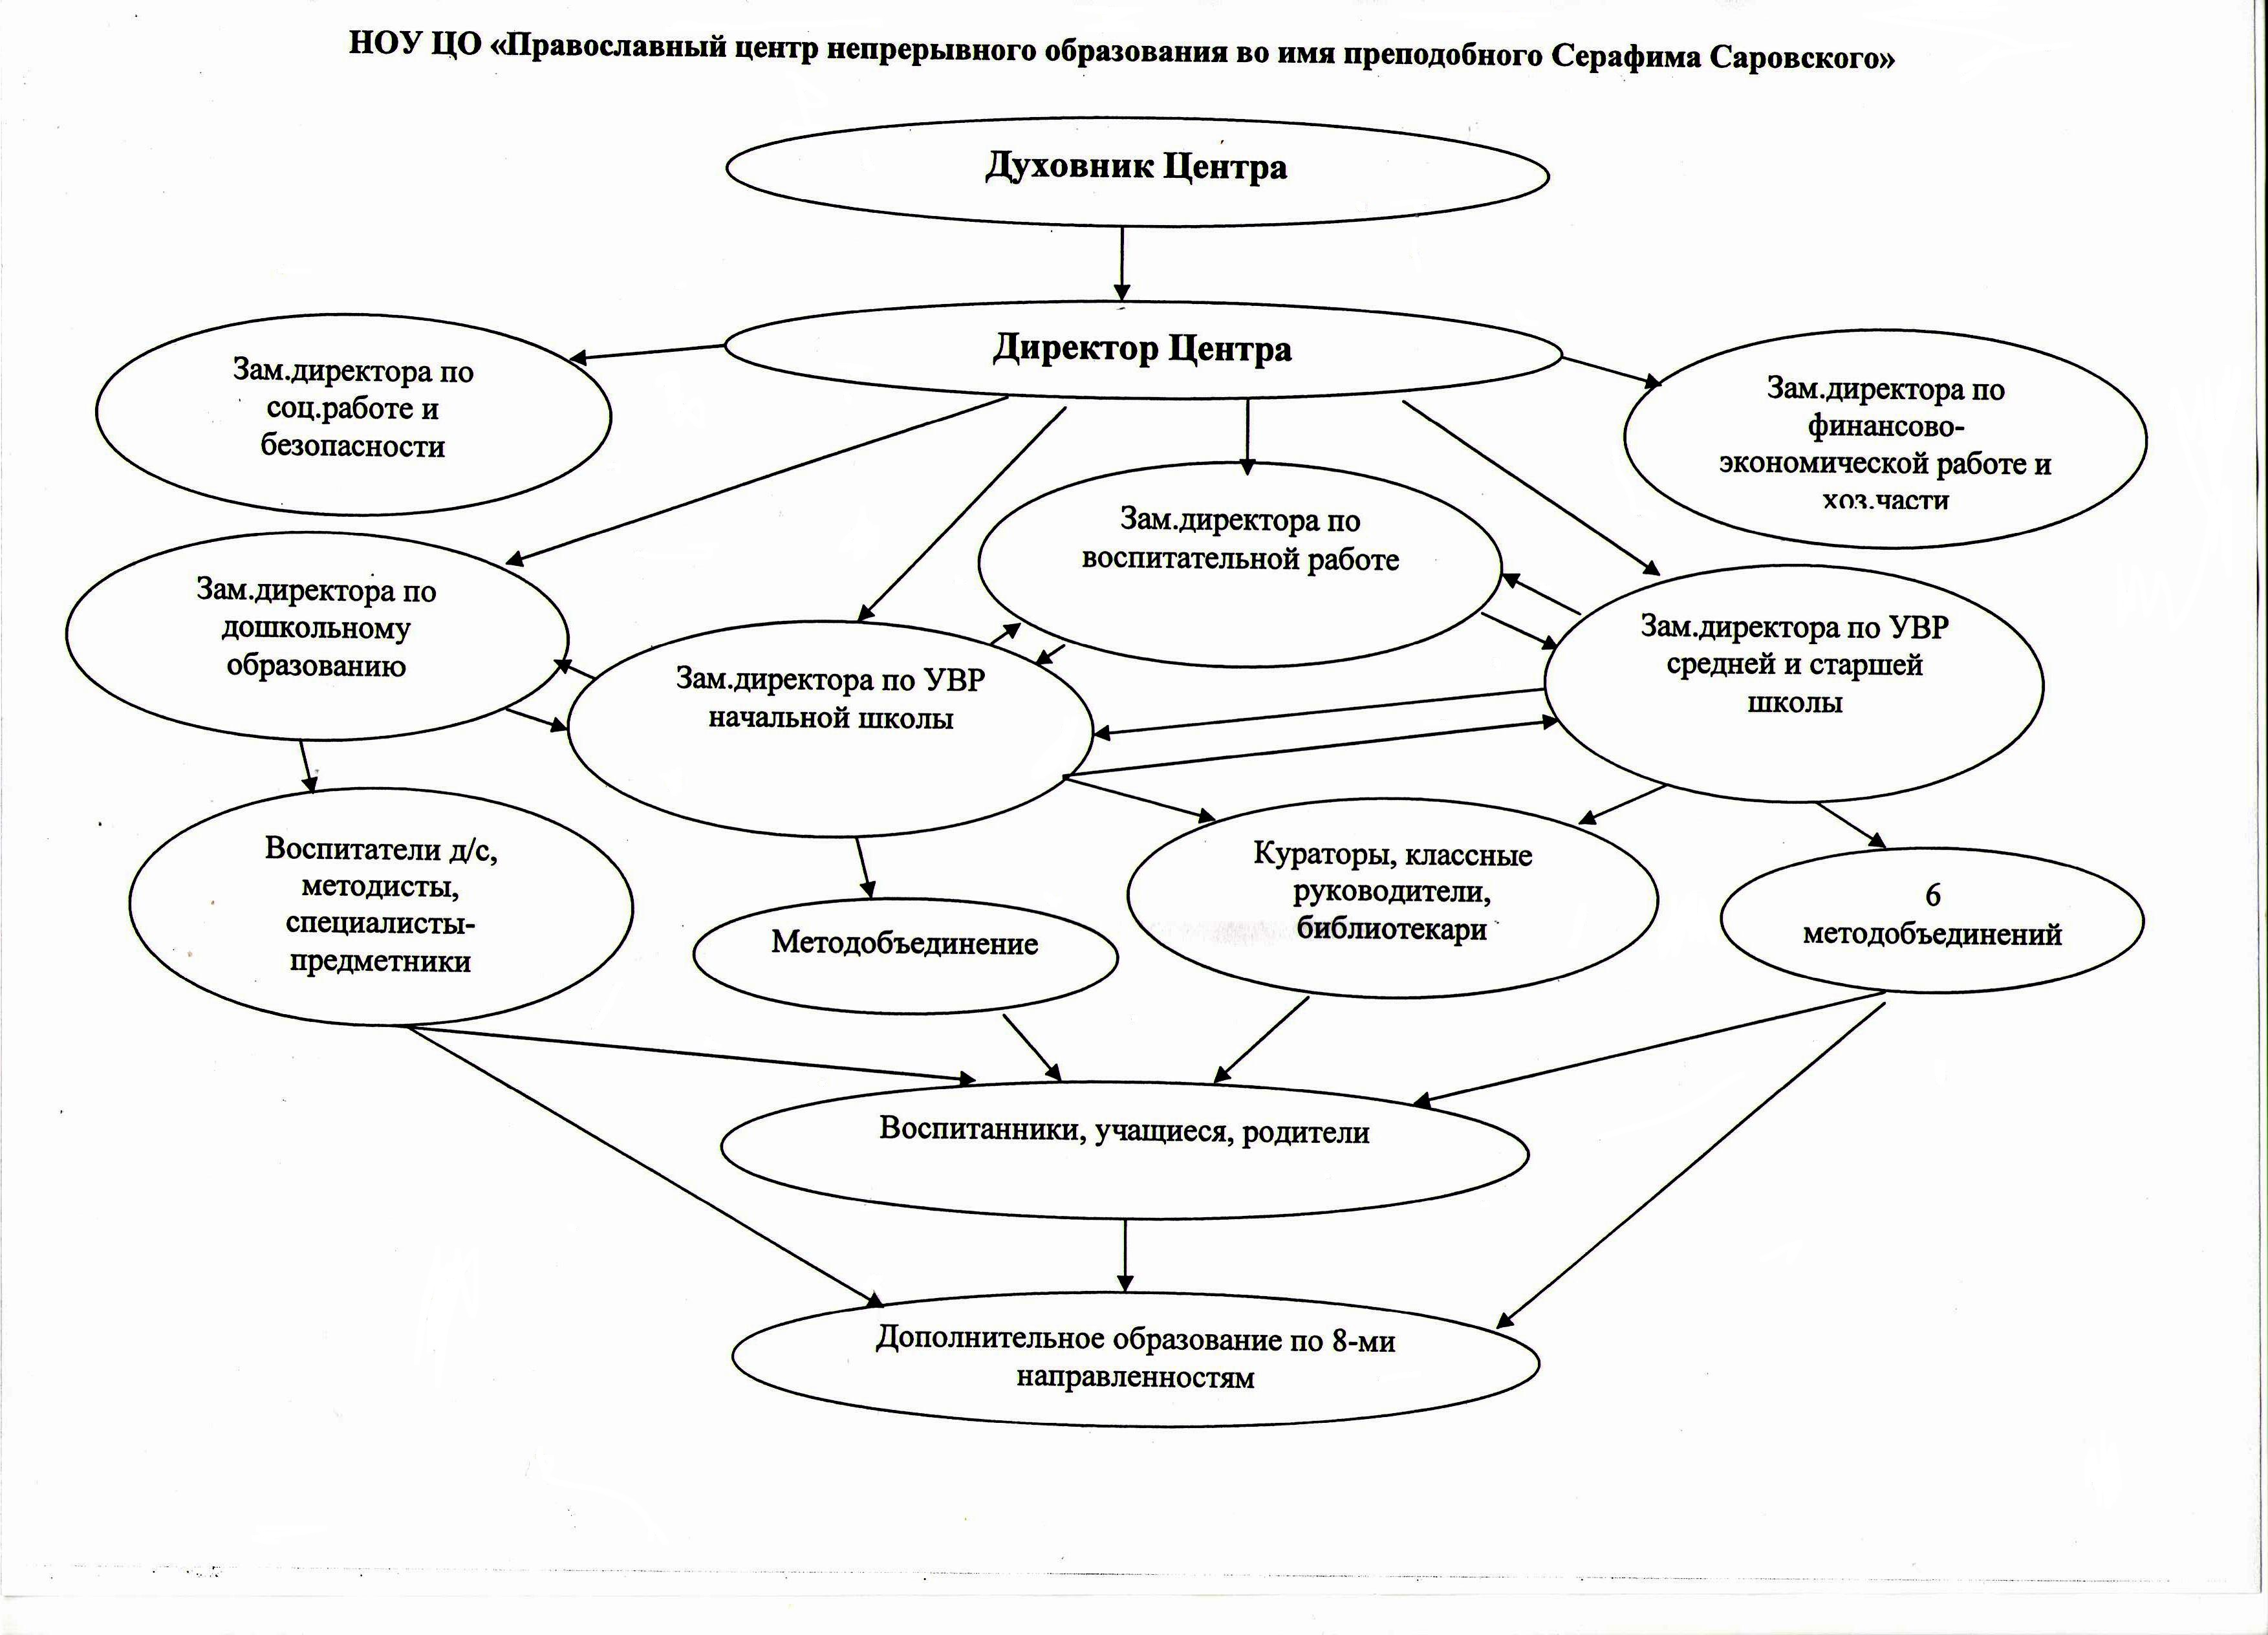 НОУ ЦО «Православный центр непрерывного образования во имя преподобного Серафима Саровского»
Духовник Центра
Директор Центра
Зам.директора по
соц.работе и
безопасности
Зам.директора по
финансово-
экономической работе и
хоз.части
Зам.директора по
воспитательной работе
Зам.директора по
дошкольному
образованию
Зам.директора по УВР
начальной школы
Зам.директора по УВР
средней и старшей
школы
Воспитатели д/с,
методисты,
специалисты-
предметники
Методобъединение
Кураторы, классные
руководители,
библиотекари
6
методобъединений
Воспитанники, учащиеся, родители
Дополнительное образование по 8-ми
направленностям